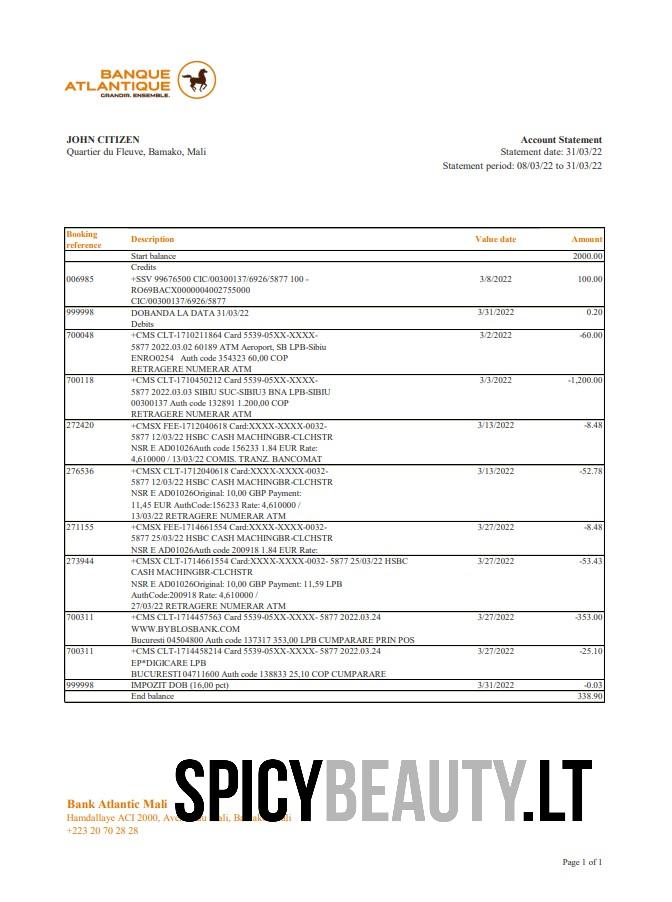 BANQUE
ATLANTIQUE
GRANDIR. ENSEMBLE.
JOHN CITIZEN
Quartier du Fleuve, Bamako, Mali
Account Statement
Statement date: 31/03/22
Statement period: 08/03/22 to 31/03/22
Booking reference Description Value date Amount
Start balance 2000.00
Credits
006985 +SSV 99676500 CIC/00300137/6926/5877 100 - 3/8/2022 100.00
RO69BACX0000004002755000
CIC/00300137/6926/5877
999998 DOBANDA LA DATA 31/03/22 3/31/2022 0.20
Debits
700048 +CMS CLT-1710211864 Card 5539-05XX-XXXX- 3/2/2022 -60.00
5877 2022.03.02 60189 ATM Aeroport, SB LPB-Sibiu
ENRO0254 Auth code 354323 60,00 COP
RETRAGERE NUMERAR ATM
700118 +CMS CLT-1710450212 Card 5539-05XX-XXXX- 3/3/2022 -1,200.00
5877 2022.03.03 SIBIU SUC-SIBIU3 BNA LPB-SIBIU
00300137 Auth code 132891 1.200,00 COP
RETRAGERE NUMERAR ATM
272420 +CMSX FEE-1712040618 Card:XXXX-XXXX-0032- 3/13/2022 -8.48
5877 12/03/22 HSBC CASH MACHINGBR-CLCHSTR
NSR E AD01026Auth code 156233 1.84 EUR Rate:
4,610000 / 13/03/22 COMIS. TRANZ. BANCOMAT
276536 +CMSX CLT-1712040618 Card:XXXX-XXXX-0032- 3/13/2022 -52.78
5877 12/03/22 HSBC CASH MACHINGBR-CLCHSTR
NSR E AD01026Original: 10,00 GBP Payment:
11,45 EUR AuthCode:156233 Rate: 4,610000 /
13/03/22 RETRAGERE NUMERAR ATM
271155 +CMSX FEE-1714661554 Card:XXXX-XXXX-0032- 3/27/2022 -8.48
5877 25/03/22 HSBC CASH MACHINGBR-CLCHSTR
NSR E AD01026Auth code 200918 1.84 EUR Rate:
273944 +CMSX CLT-1714661554 Card:XXXX-XXXX-0032- 5877 25/03/22 HSBC 3/27/2022 -53.43
CASH MACHINGBR-CLCHSTR
NSR E AD01026Original: 10,00 GBP Payment: 11,59 LPB
AuthCode:200918 Rate: 4,610000 /
27/03/22 RETRAGERE NUMERAR ATM
700311 +CMS CLT-1714457563 Card 5539-05XX-XXXX- 5877 2022.03.24 3/27/2022 -353.00
WWW.BYBLOSBANK.COM
Bucuresti 04504800 Auth code 137317 353,00 LPB CUMPARARE PRIN POS
700311 +CMS CLT-1714458214 Card 5539-05XX-XXXX- 5877 2022.03.24 3/27/2022 -25.10
EP*DIGICARE LPB
BUCURESTI04711600 Auth code 138833 25,10 COP CUMPARARE
999998 IMPOZIT DOB (16,00 pct) 3/31/2022 -0.03
End balance 338.90
SPICYBEAUTY.LT
Bank Atlantic Mali
Hamdallaye ACI 2000,
+223 20 70 28 28
Page 1 of 1